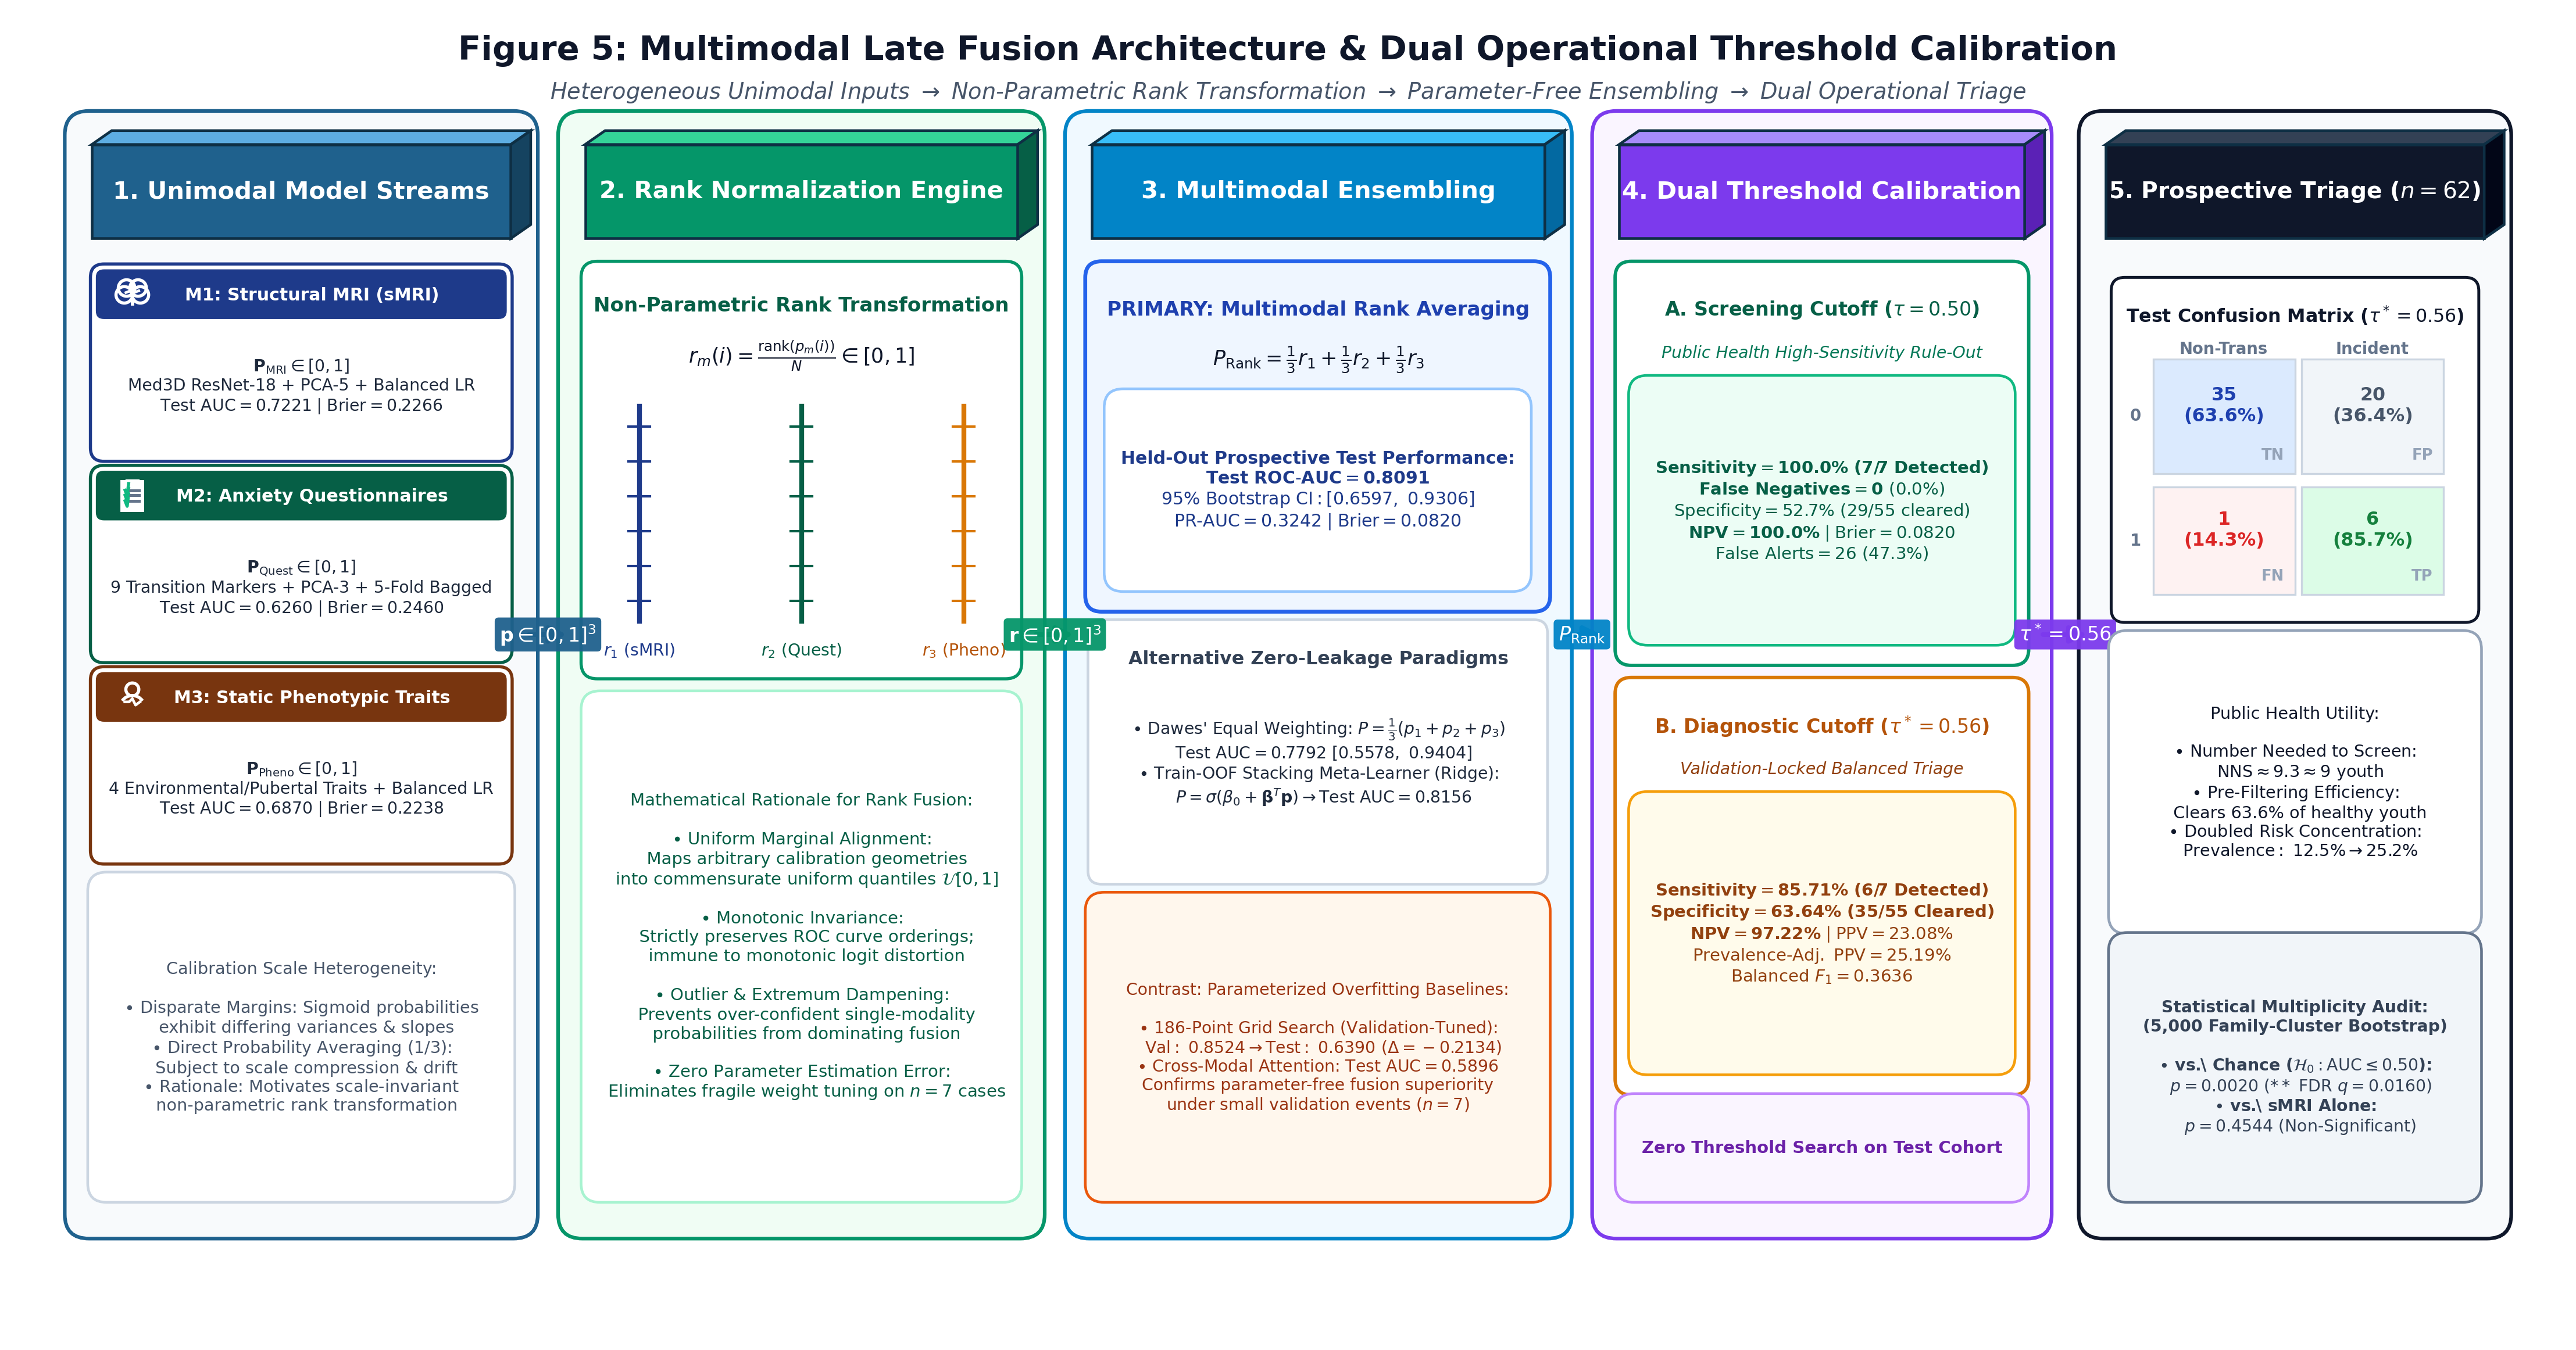 Figure 5: Multimodal Late Fusion Architecture & Dual Operational Threshold Calibration
Heterogeneous Unimodal Inputs → Non-Parametric Rank Transformation → Parameter-Free Ensembling → Dual Operational Triage
1. Unimodal Model Streams
M1: Structural MRI (sMRI)
P_MRI ∈ [0, 1]
Med3D ResNet-18 + PCA-5 + Balanced LR
Test AUC = 0.7221 | Brier = 0.2266
M2: Anxiety Questionnaires
P_Quest ∈ [0, 1]
9 Transition Markers + PCA-3 + 5-Fold Bagged
Test AUC = 0.6260 | Brier = 0.2460
M3: Static Phenotypic Traits
P_Pheno ∈ [0, 1]
4 Environmental/Pubertal Traits + Balanced LR
Test AUC = 0.6870 | Brier = 0.2238
Calibration Scale Heterogeneity:
• Disparate Margins: Sigmoid probabilities
exhibit differing variances & slopes
• Direct Probability Averaging (1/3):
Subject to scale compression & drift
• Rationale: Motivates scale-invariant
non-parametric rank transformation
p ∈ [0, 1]³
2. Rank Normalization Engine
Non-Parametric Rank Transformation
r_m(i) = rank(p_m(i))/N ∈ [0, 1]
r₁ (sMRI)
r₂ (Quest)
r₃ (Pheno)
Mathematical Rationale for Rank Fusion:
• Uniform Marginal Alignment:
Maps arbitrary calibration geometries
into commensurate uniform quantiles 𝒰[0, 1]
• Monotonic Invariance:
Strictly preserves ROC curve orderings;
immune to monotonic logit distortion
• Outlier & Extremum Dampening:
Prevents over-confident single-modality
probabilities from dominating fusion
• Zero Parameter Estimation Error:
Eliminates fragile weight tuning on n = 7 cases
r ∈ [0, 1]³
3. Multimodal Ensembling
PRIMARY: Multimodal Rank Averaging
P_Rank = 1/3 r₁ + 1/3 r₂ + 1/3 r₃
Held-Out Prospective Test Performance:
Test ROC-AUC = 0.8091
95% Bootstrap CI : [0.6597, 0.9306]
PR-AUC = 0.3242 | Brier = 0.0820
Alternative Zero-Leakage Paradigms
• Dawes' Equal Weighting: P = 1/3(p₁ + p₂ + p₃)
Test AUC = 0.7792 [0.5578, 0.9404]
• Train-OOF Stacking Meta-Learner (Ridge):
P = σ(β₀ + β^T p) → Test AUC = 0.8156
Contrast: Parameterized Overfitting Baselines:
• 186-Point Grid Search (Validation-Tuned):
Val : 0.8524 → Test : 0.6390 (Δ = −0.2134)
• Cross-Modal Attention: Test AUC = 0.5896
Confirms parameter-free fusion superiority
under small validation events (n = 7)
P_Rank
4. Dual Threshold Calibration
A. Screening Cutoff (τ = 0.50)
Public Health High-Sensitivity Rule-Out
Sensitivity = 100.0% (7/7 Detected)
False Negatives = 0 (0.0%)
Specificity = 52.7% (29/55 cleared)
NPV = 100.0% | Brier = 0.0820
False Alerts = 26 (47.3%)
B. Diagnostic Cutoff (τ* = 0.56)
Validation-Locked Balanced Triage
Sensitivity = 85.71% (6/7 Detected)
Specificity = 63.64% (35/55 Cleared)
NPV = 97.22% | PPV = 23.08%
Prevalence-Adj. PPV = 25.19%
Balanced F₁ = 0.3636
Zero Threshold Search on Test Cohort
τ* = 0.56
5. Prospective Triage (n = 62)
Test Confusion Matrix (τ* = 0.56)
Non-Trans Incident
0
35
(63.6%)
TN
20
(36.4%)
FP
1
1
(14.3%)
FN
6
(85.7%)
TP
Public Health Utility:
• Number Needed to Screen:
NNS ≈ 9.3 ≈ 9 youth
• Pre-Filtering Efficiency:
Clears 63.6% of healthy youth
• Doubled Risk Concentration:
Prevalence : 12.5% → 25.2%
Statistical Multiplicity Audit:
(5,000 Family-Cluster Bootstrap)
• vs.\ Chance (ℋ₀ : AUC ≤ 0.50):
p = 0.0020 (** FDR q = 0.0160)
• vs.\ sMRI Alone:
p = 0.4544 (Non-Significant)